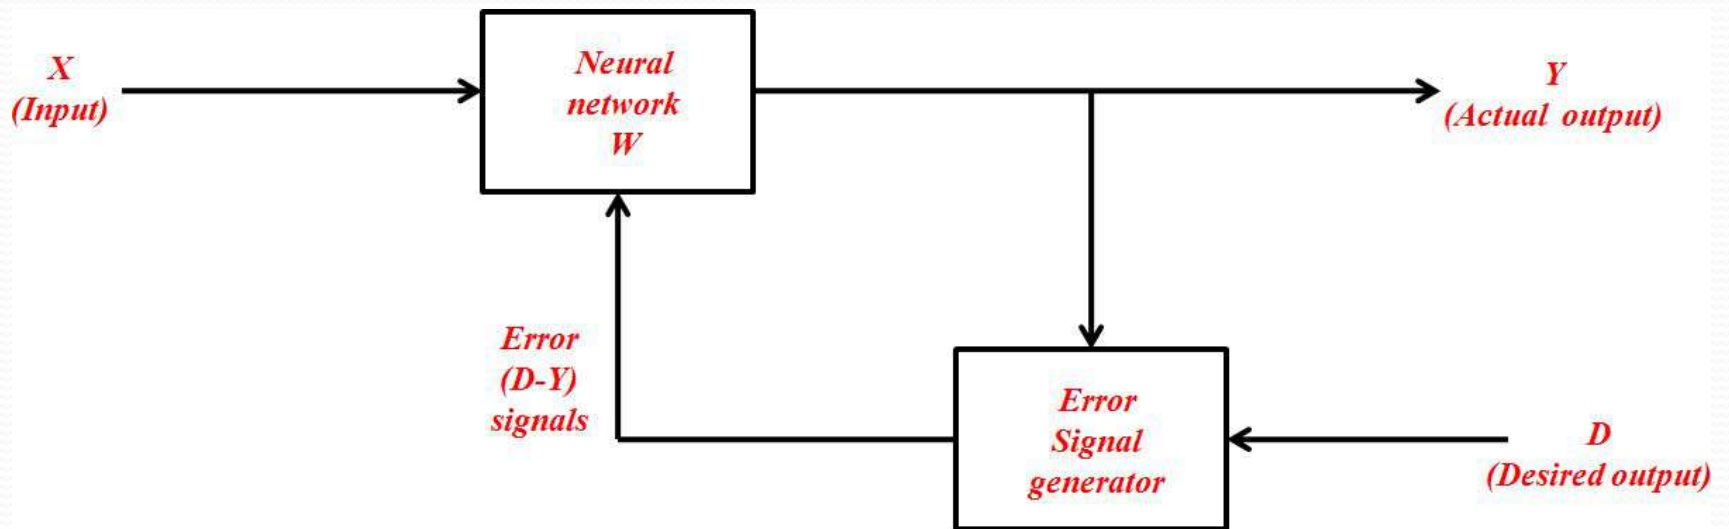 X
(Input)
Neural
network
W
Y
(Actual output)
Error
(D-Y)
signals
Error
Signal
generator
D
(Desired output)